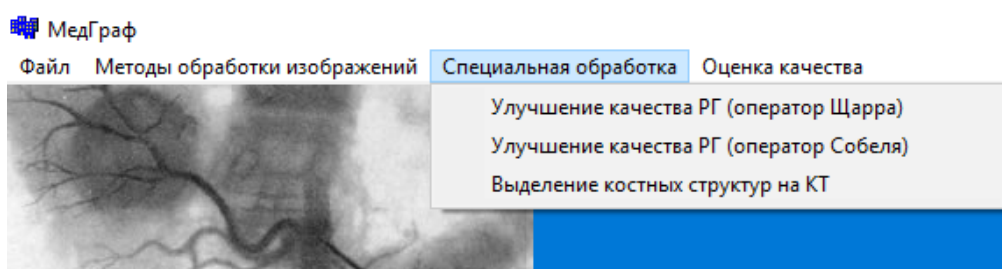 МедГраф
Файл Методы обработки изображений Специальная обработка Оценка качества
Улучшение качества РГ (оператор Щарра)
Улучшение качества РГ (оператор Собеля)
Выделение костных структур на КТ